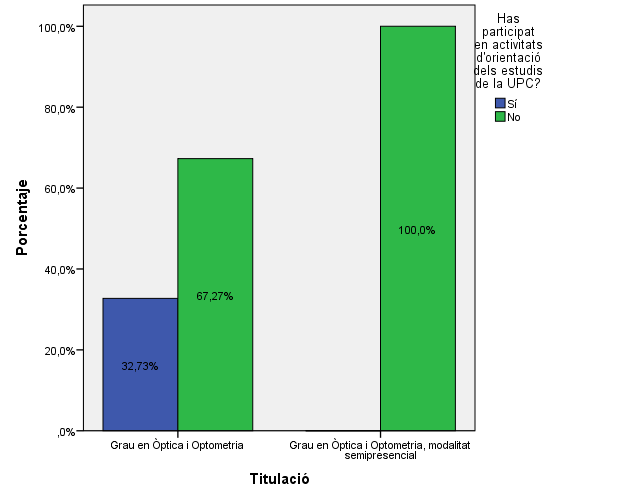 Has
participat
en activitats
d'orientació
dels estudis
de la UPC?
Sí
No
100,0%
80,0%
60,0%
40,0%
20,0%
,0%
Porcentaje
32,73%
67,27%
100,0%
Grau en Òptica i Optometria
Grau en Òptica i Optometria, modalitat
semipresencial
Titulació